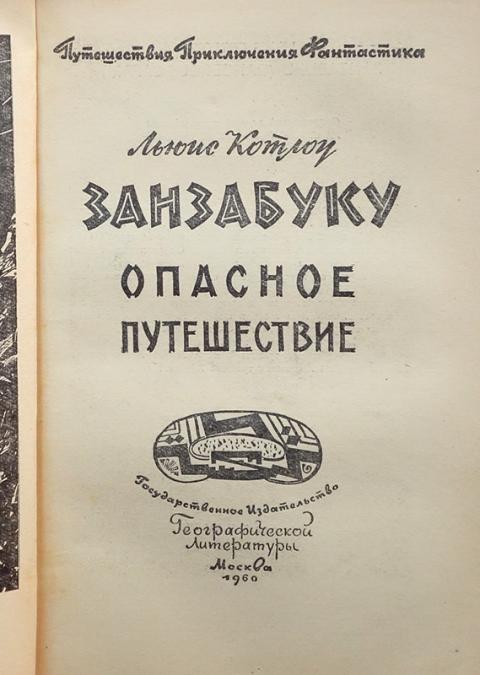 Путешествия Приключения Фантастика
Льюис Котлоу
ЗАНЗАБУКУ
ОПАСНОЕ
ПУТЕШЕСТВИЕ
Государственное Издательство
Географической
Литературы
Москва
1960